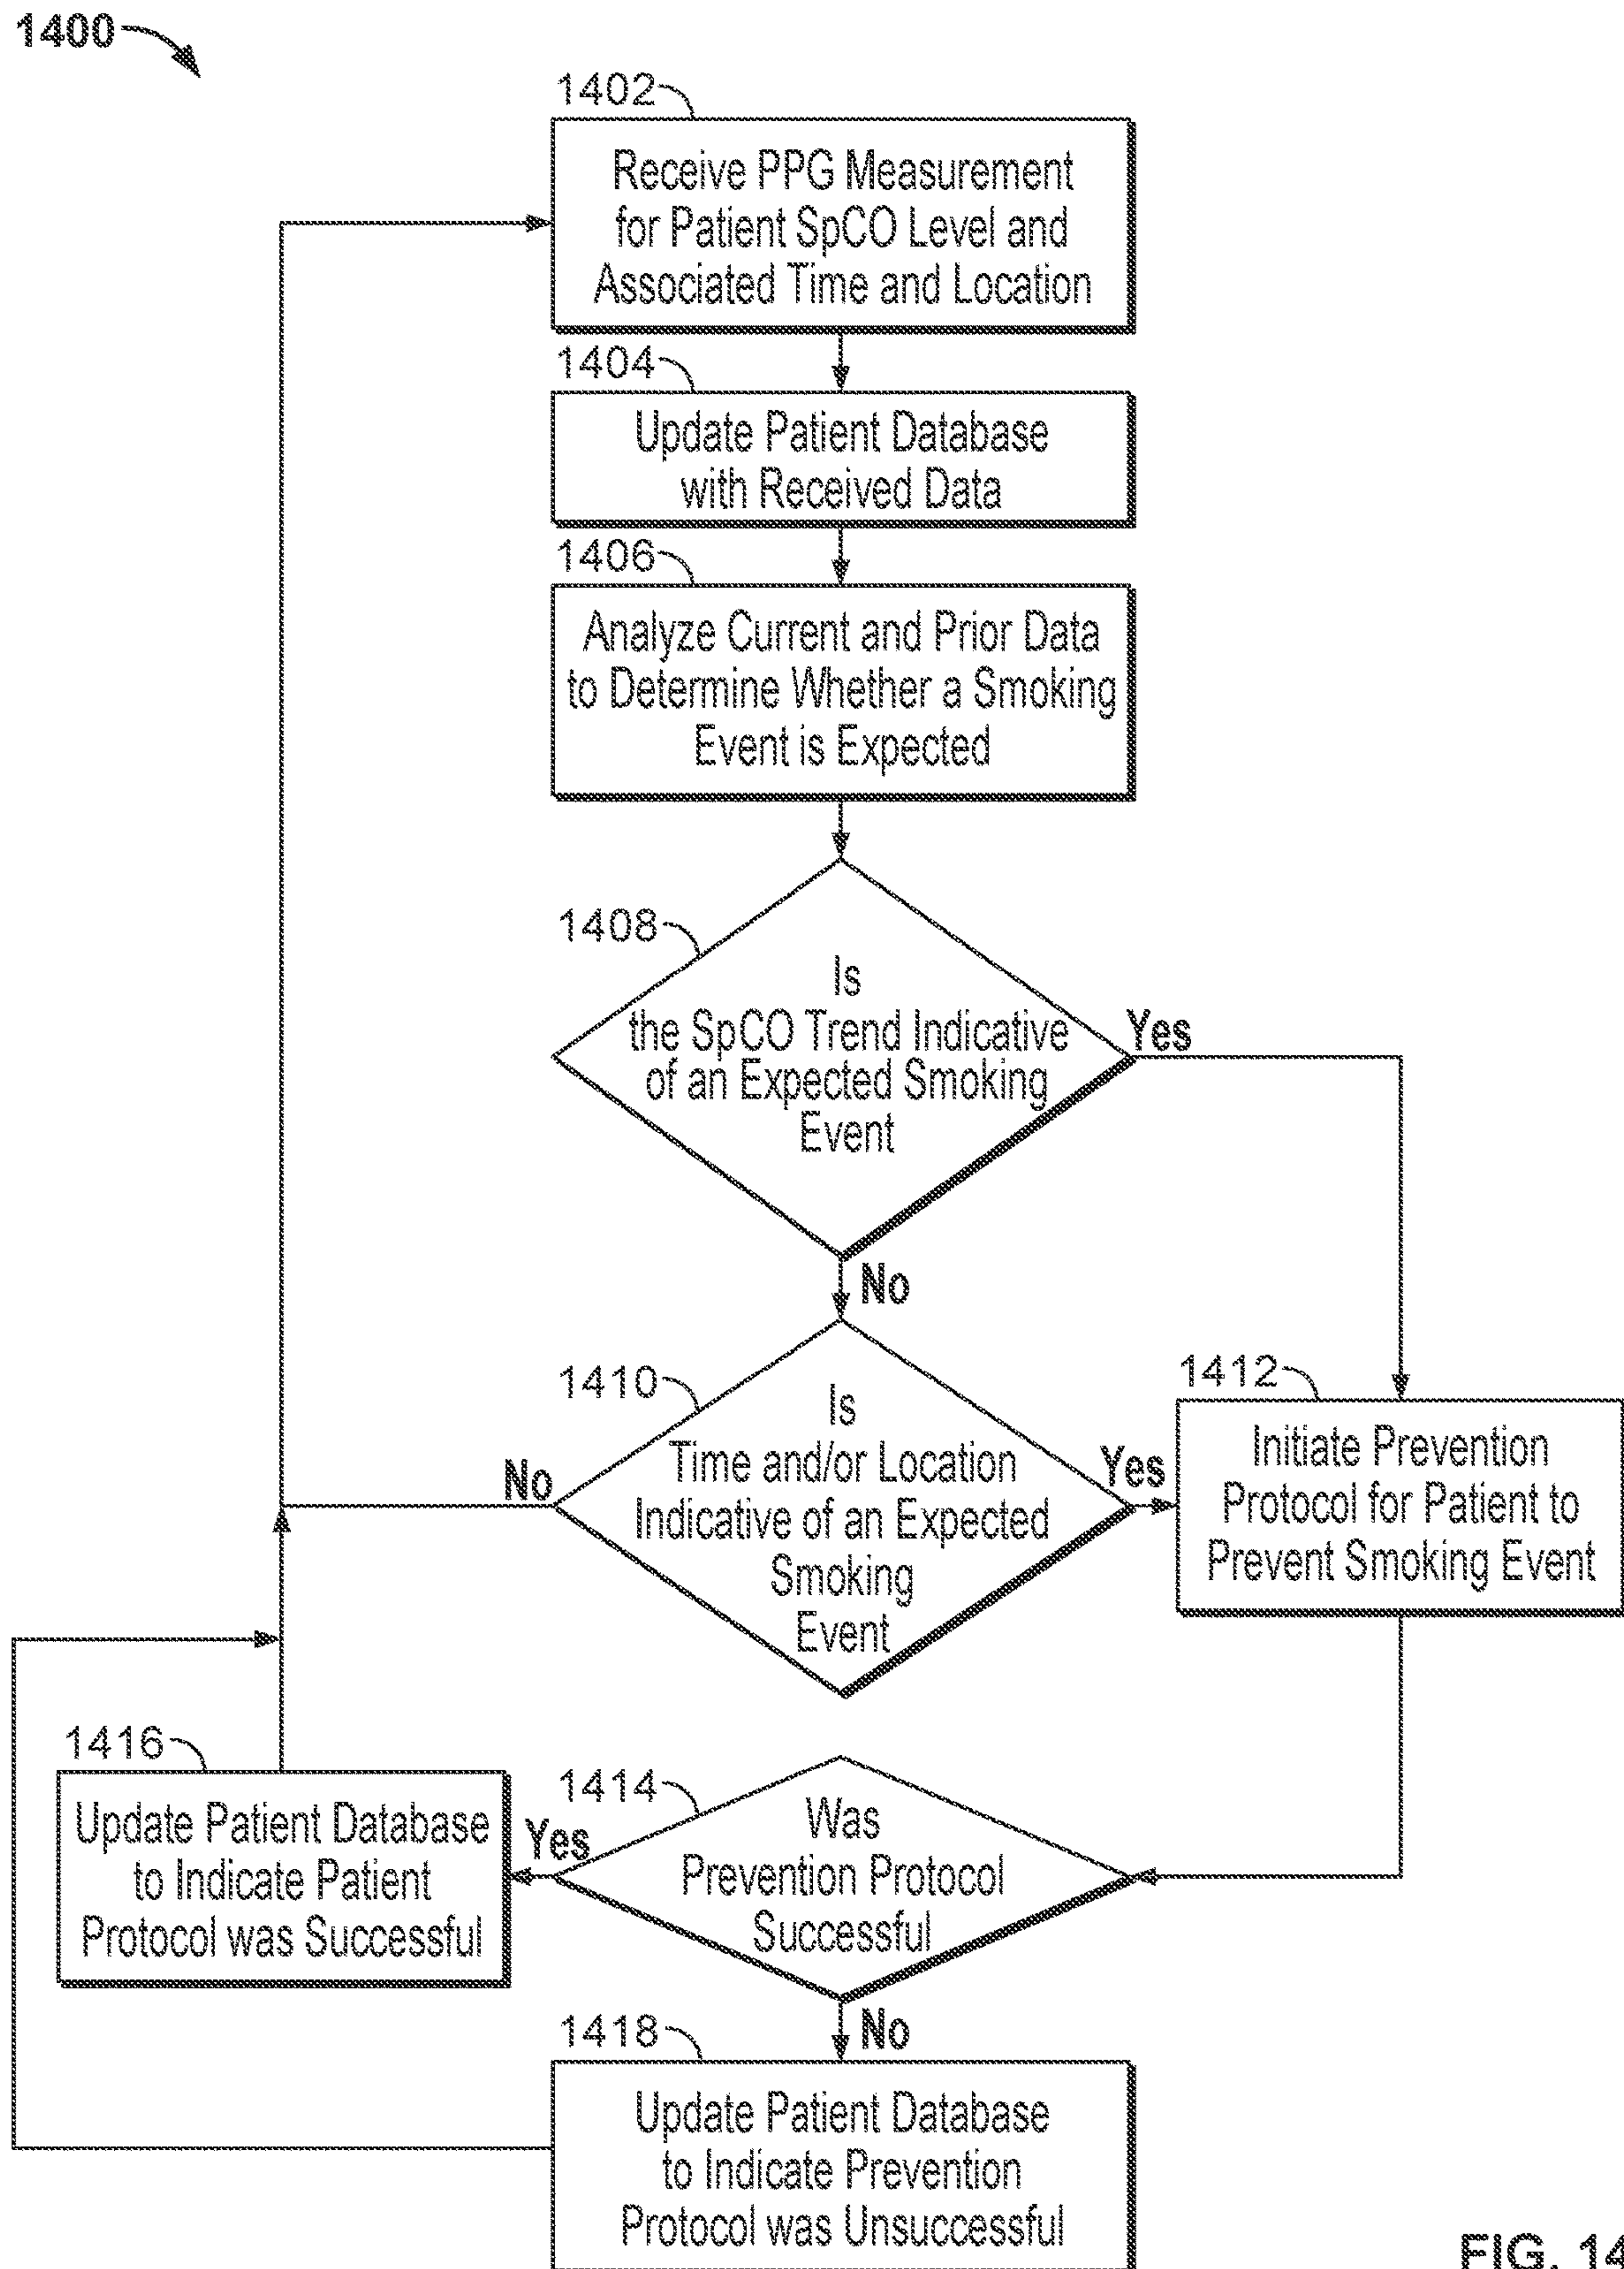 1400
1402
Receive PPG Measurement
for Patient SpCO Level and
Associated Time and Location
1404
Update Patient Database
with Received Data
1406
Analyze Current and Prior Data
to Determine Whether a Smoking
Event is Expected
1408
Is
the SpCO Trend Indicative
of an Expected Smoking
Event
Yes
No
1410
Is
Time and/or Location
Indicative of an Expected
Smoking
Event
No
Yes
1412
Initiate Prevention
Protocol for Patient to
Prevent Smoking Event
1414
Was
Prevention Protocol
Successful
Yes
1416
Update Patient Database
to Indicate Patient
Protocol was Successful
No
1418
Update Patient Database
to Indicate Prevention
Protocol was Unsuccessful
FIG. 14